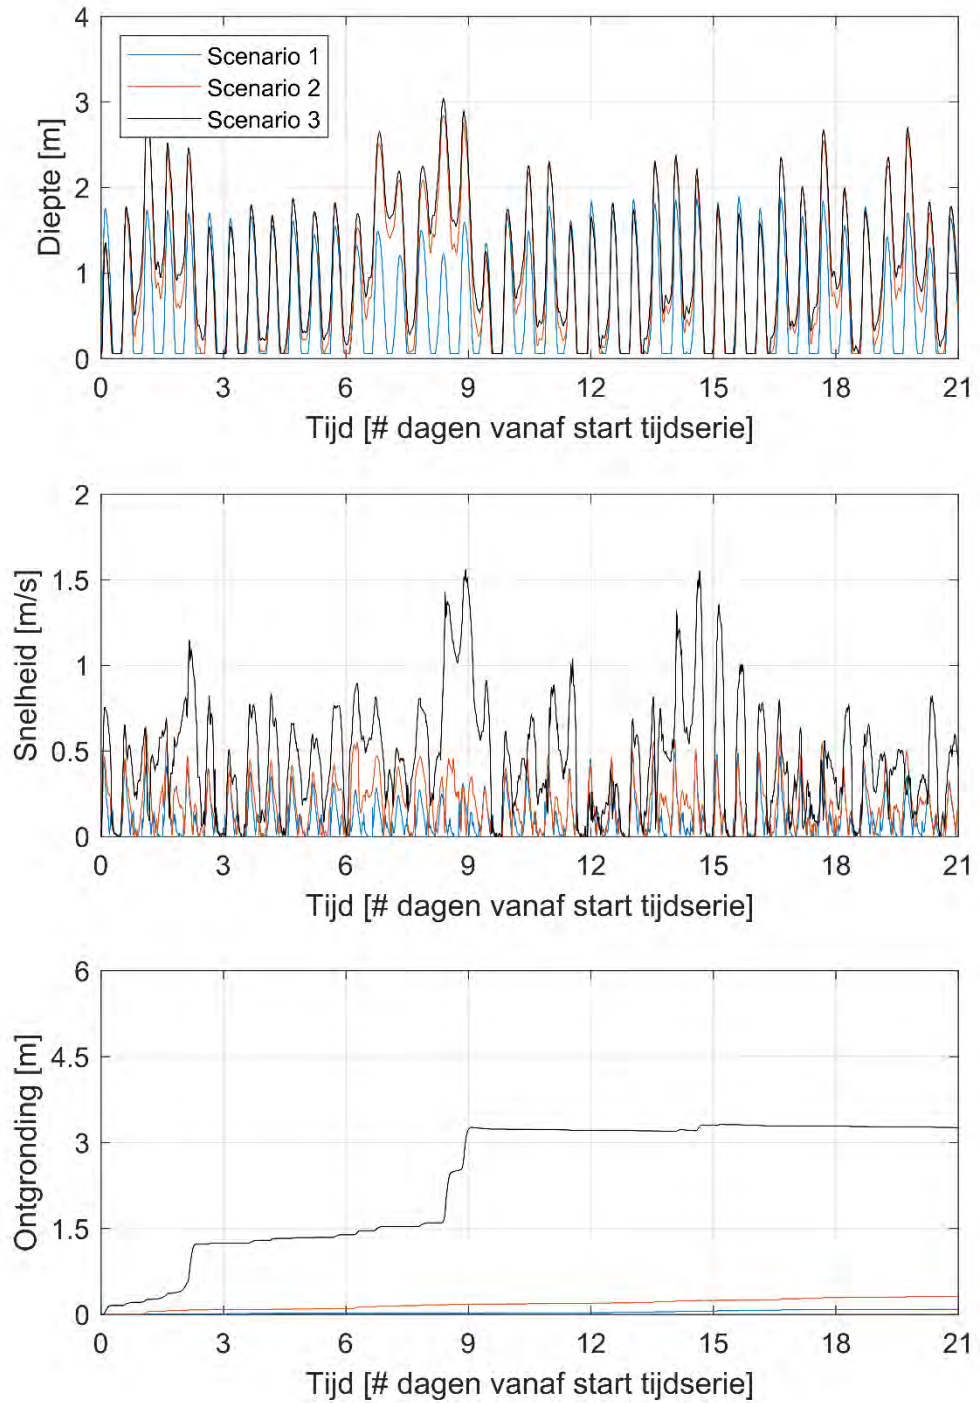 4
3
2
1
0
Diepte [m]
Scenario 1
Scenario 2
Scenario 3
0 3 6 9 12 15 18 21
Tijd [# dagen vanaf start tijdserie]
2
1.5
1
0.5
0
Snelheid [m/s]
0 3 6 9 12 15 18 21
Tijd [# dagen vanaf start tijdserie]
6
4.5
3
1.5
0
Ontgronding [m]
0 3 6 9 12 15 18 21
Tijd [# dagen vanaf start tijdserie]